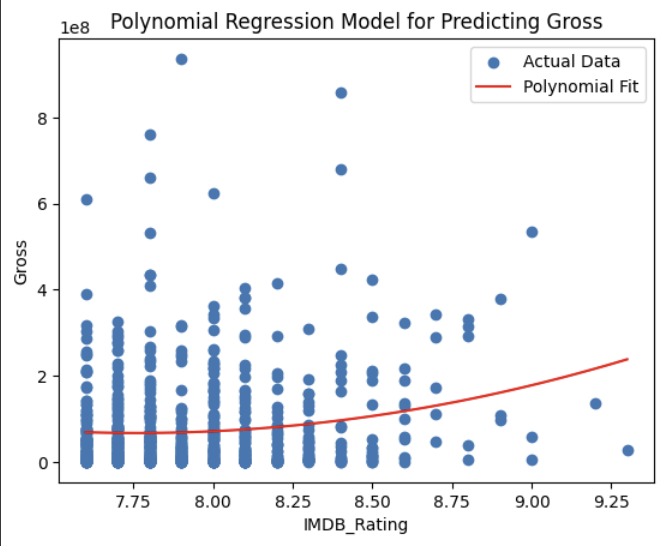 Polynomial Regression Model for Predicting Gross
1e8
Actual Data
Polynomial Fit
8
6
4
2
0
Gross
7.75 8.00 8.25 8.50 8.75 9.00 9.25
IMDB_Rating